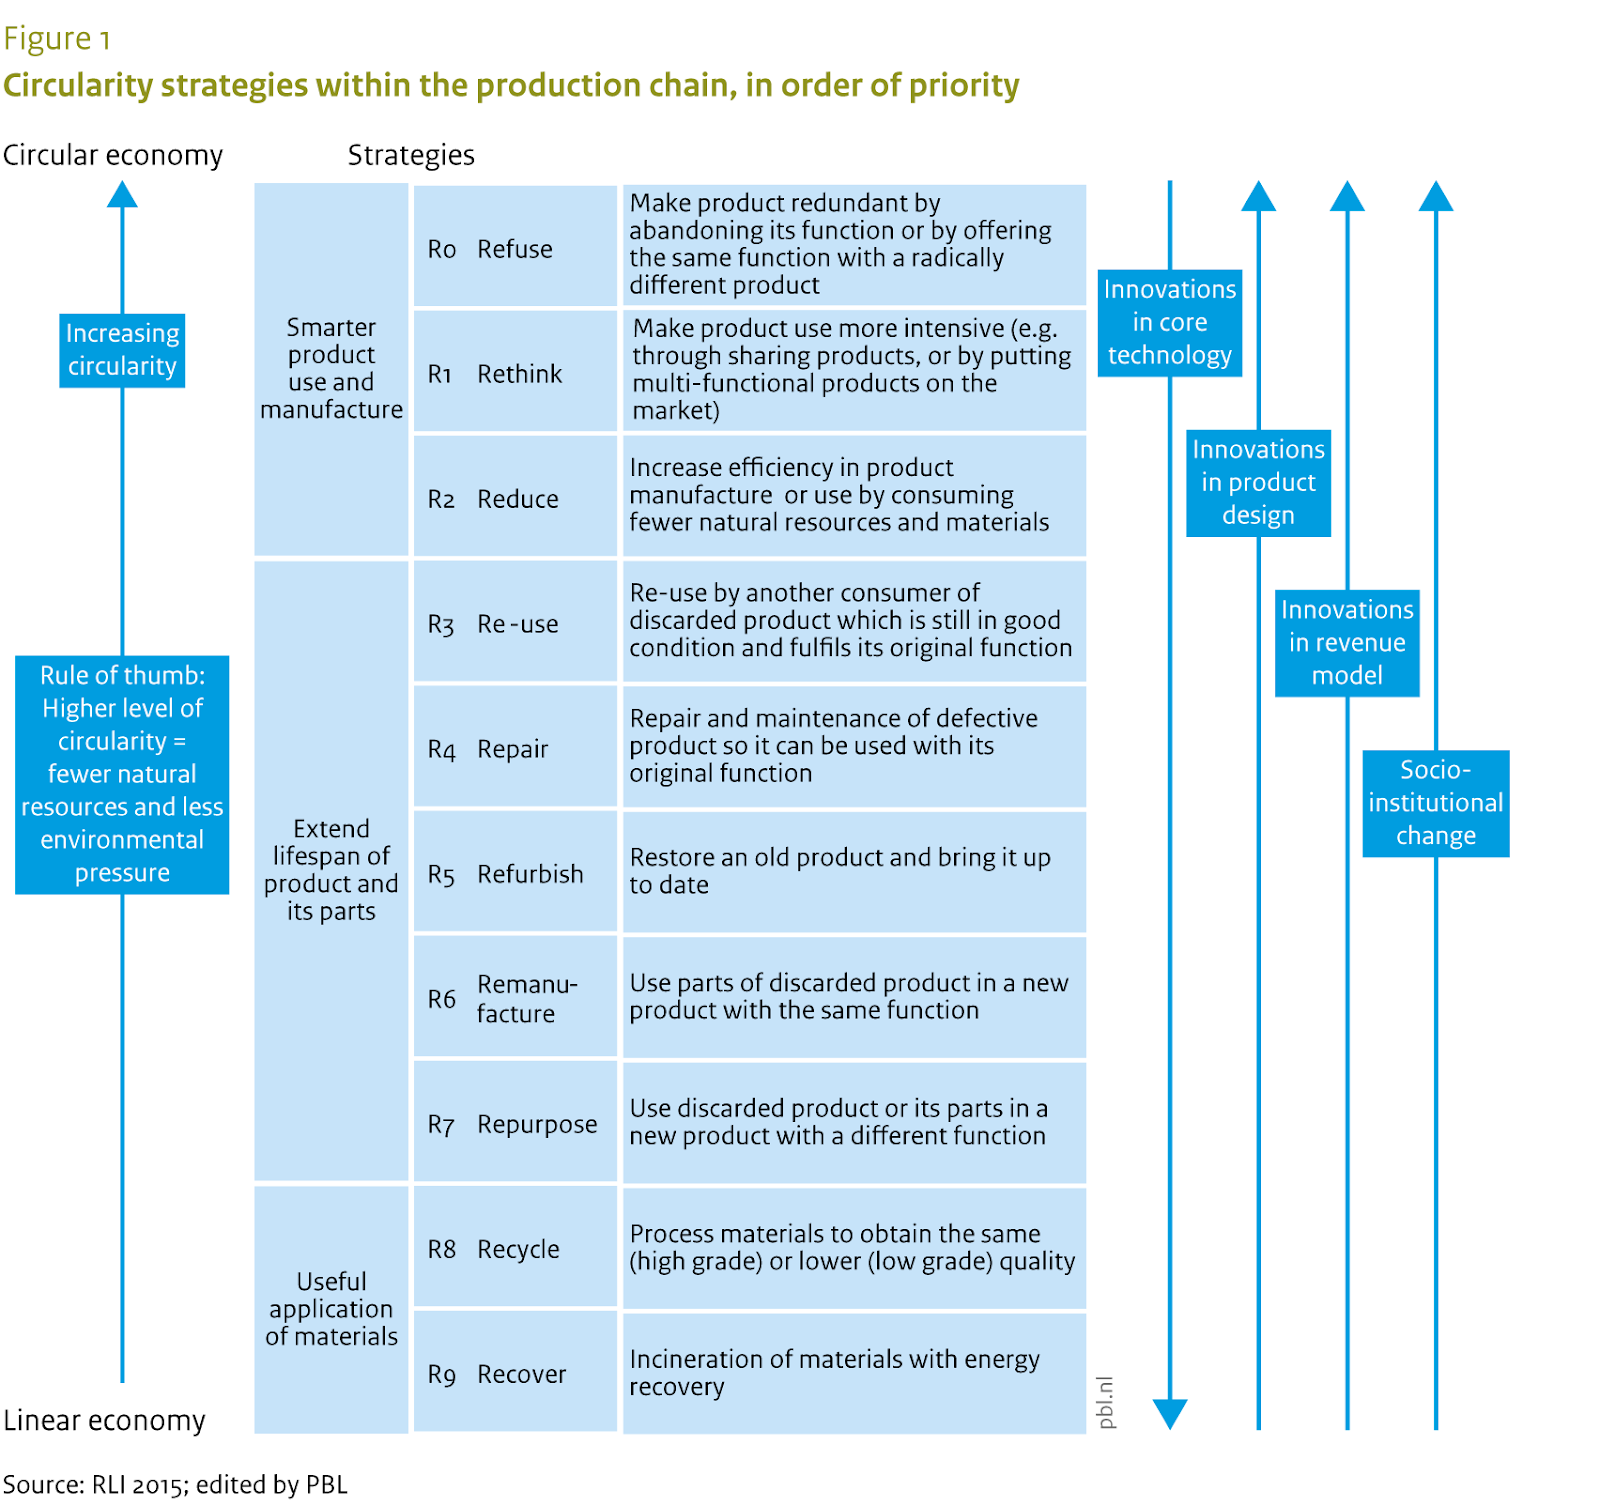 Figure 1
Circularity strategies within the production chain, in order of priority
Circular economy
Strategies
Increasing
circularity
Rule of thumb:
Higher level of
circularity =
fewer natural
resources and less
environmental
pressure
Linear economy
Smarter
product
use and
manufacture
R0 Refuse
Make product redundant by
abandoning its function or by offering
the same function with a radically
different product
R1 Rethink
Make product use more intensive (e.g.
through sharing products, or by putting
multi-functional products on the
market)
R2 Reduce
Increase efficiency in product
manufacture or use by consuming
fewer natural resources and materials
Extend
lifespan of
product and
its parts
R3 Re-use
Re-use by another consumer of
discarded product which is still in good
condition and fulfils its original function
R4 Repair
Repair and maintenance of defective
product so it can be used with its
original function
R5 Refurbish
Restore an old product and bring it up
to date
R6 Remanu-
facture
Use parts of discarded product in a new
product with the same function
R7 Repurpose
Use discarded product or its parts in a
new product with a different function
Useful
application
of materials
R8 Recycle
Process materials to obtain the same
(high grade) or lower (low grade) quality
R9 Recover
Incineration of materials with energy
recovery
Innovations
in core
technology
Innovations
in product
design
Innovations
in revenue
model
Socio-
institutional
change
pbl.nl
Source: RLI 2015; edited by PBL